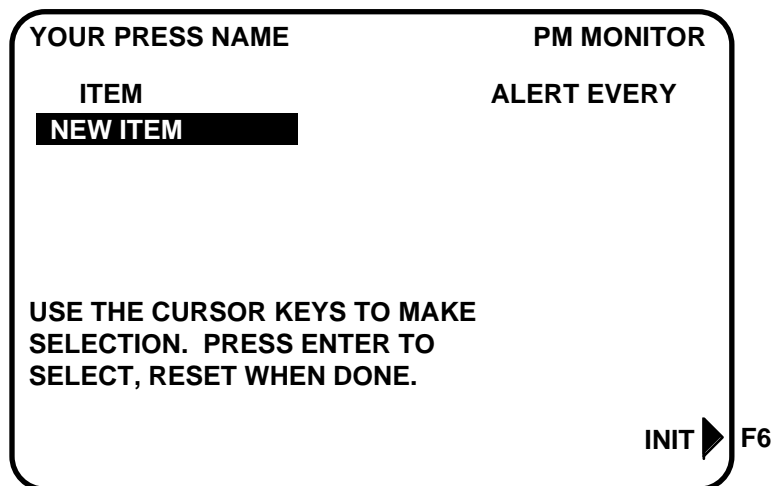 YOUR PRESS NAME PM MONITOR
ITEM ALERT EVERY
NEW ITEM
USE THE CURSOR KEYS TO MAKE
SELECTION. PRESS ENTER TO
SELECT, RESET WHEN DONE.
INIT F6